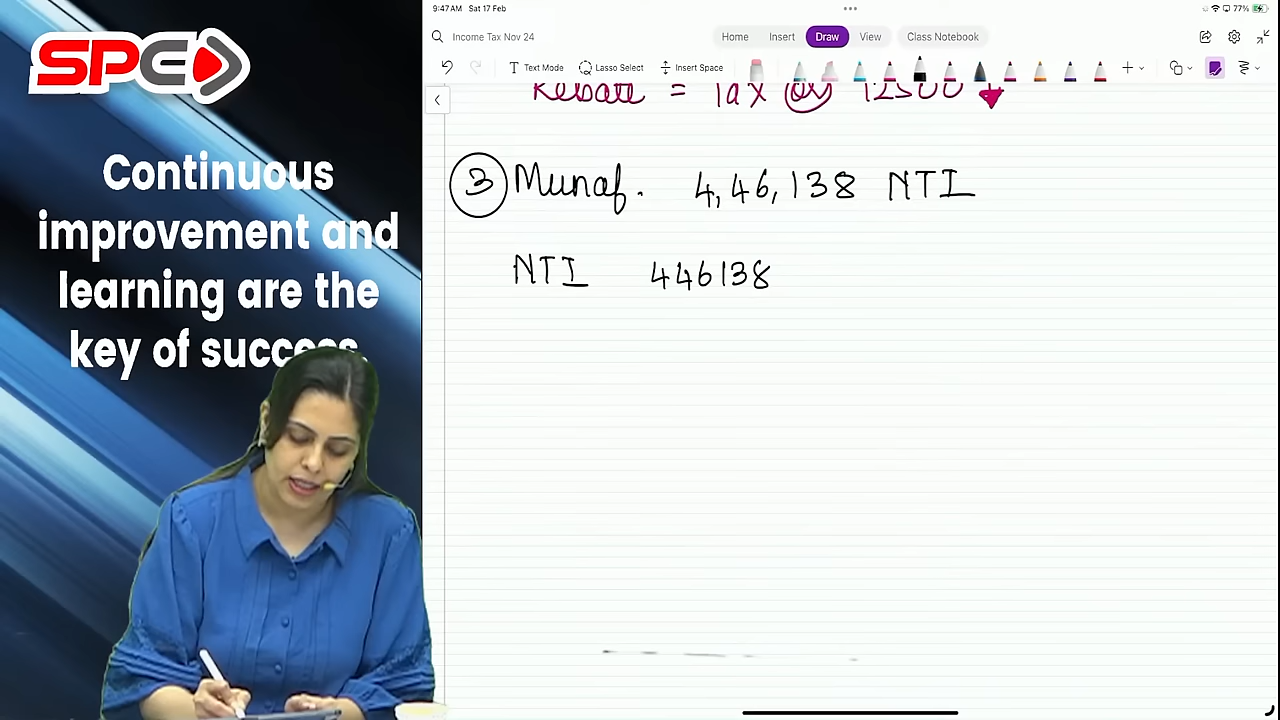 9:47 AM Sat 17 Feb
77%
Income Tax Nov 24
Home Insert Draw View Class Notebook
Text Mode Lasso Select Insert Space
SPC
Continuous
improvement and
learning are the
key of success.
Rebate = Tax or 12500
3 Munaf. 4,46,138 NTI
NTI 446138